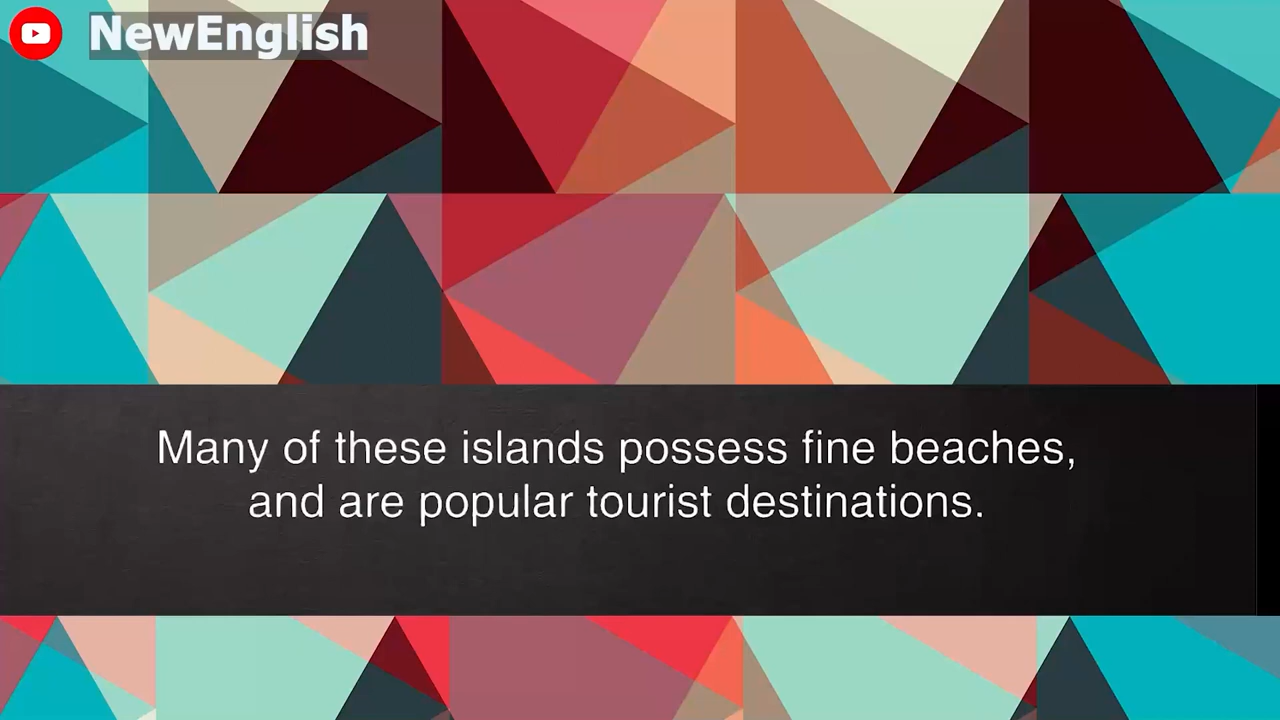 NewEnglish
Many of these islands possess fine beaches,
and are popular tourist destinations.